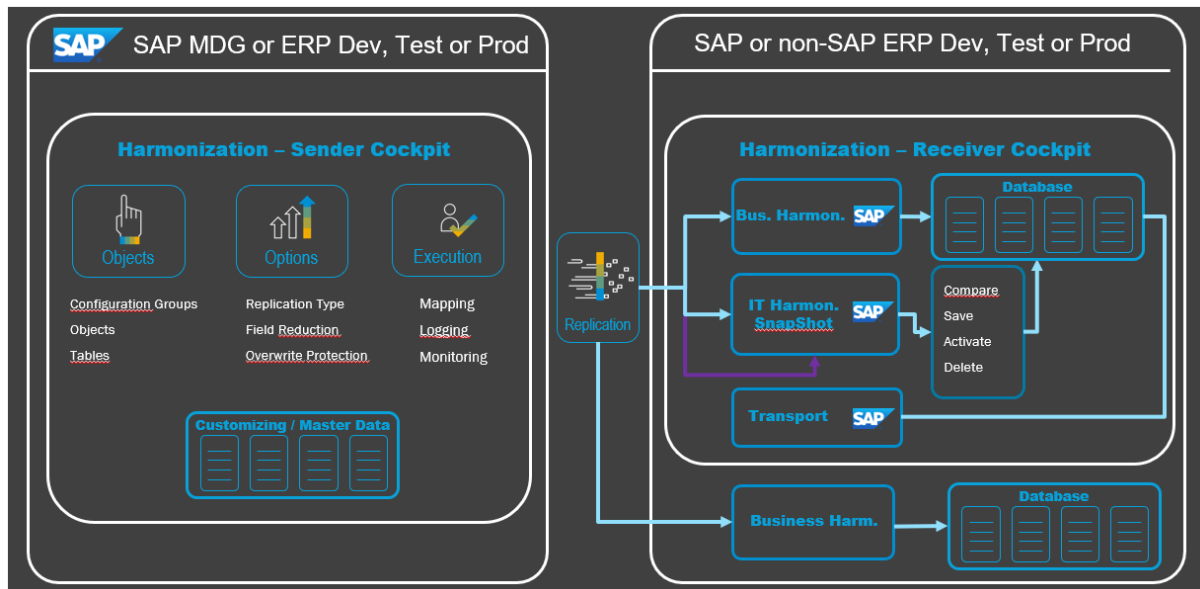 SAP SAP MDG or ERP Dev, Test or Prod
Harmonization – Sender Cockpit
Objects
Options
Execution
Configuration Groups
Objects
Tables
Replication Type
Field Reduction
Overwrite Protection
Mapping
Logging
Monitoring
Customizing / Master Data
Replication
SAP or non-SAP ERP Dev, Test or Prod
Harmonization – Receiver Cockpit
Bus. Harmon. SAP
Database
IT Harmon.
SnapShot
SAP
Compare
Save
Activate
Delete
Transport SAP
Business Harm.
Database